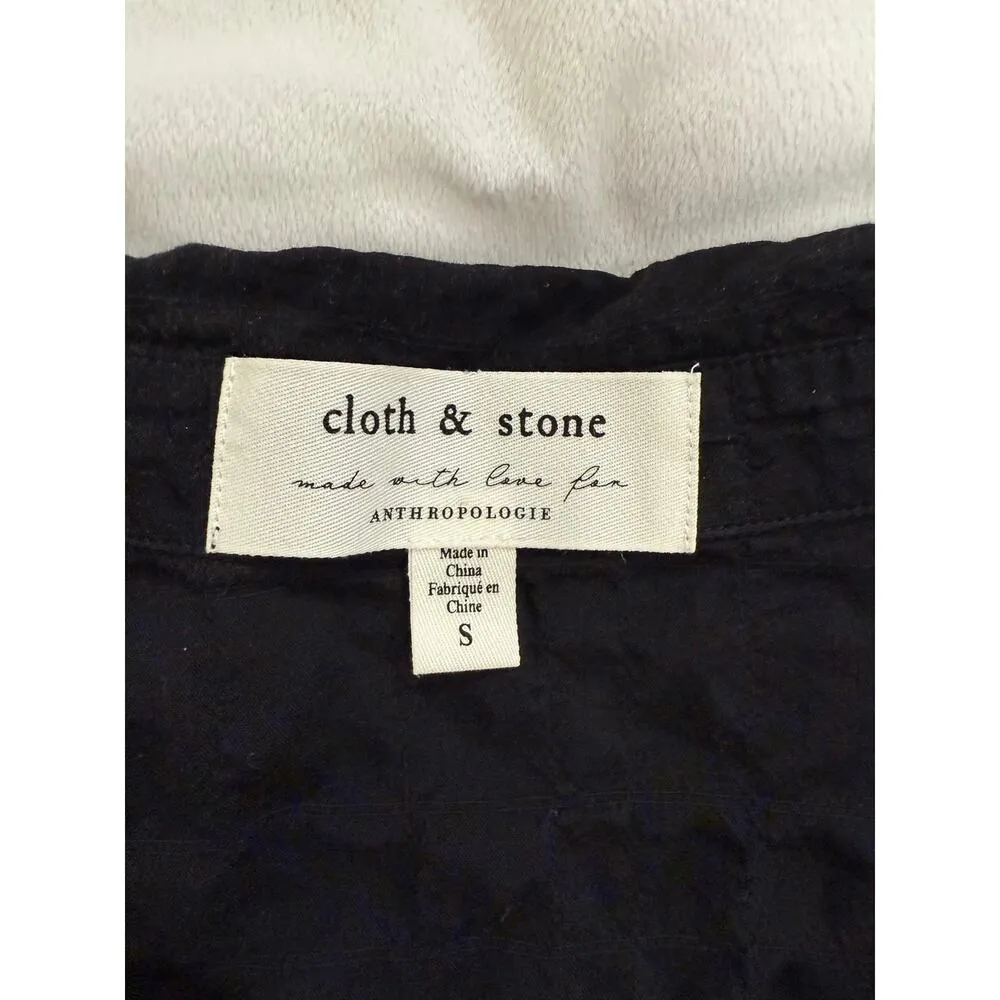 cloth & stone
made with love for
ANTHROPOLOGIE
Made in
China
Fabriqué en
Chine
S